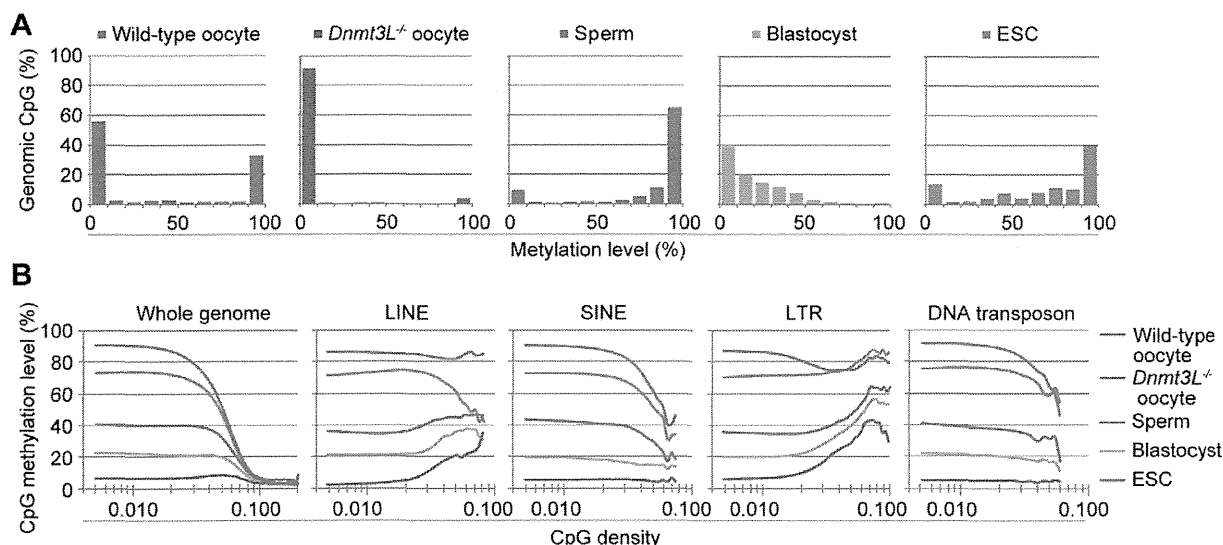 A
Wild-type oocyte
Dnmt3L-/- oocyte
Sperm
Blastocyst
ESC
Genomic CpG (%)
100
80
60
40
20
0
0 50 100
0 50 100
0 50 100
0 50 100
0 50 100
Metylation level (%)
B
Whole genome
LINE
SINE
LTR
DNA transposon
CpG methylation level (%)
100
80
60
40
20
0
0.010 0.100
0.010 0.100
0.010 0.100
0.010 0.100
0.010 0.100
CpG density
Wild-type
oocyte
Dnmt3L-/-
oocyte
Sperm
Blastocyst
ESC